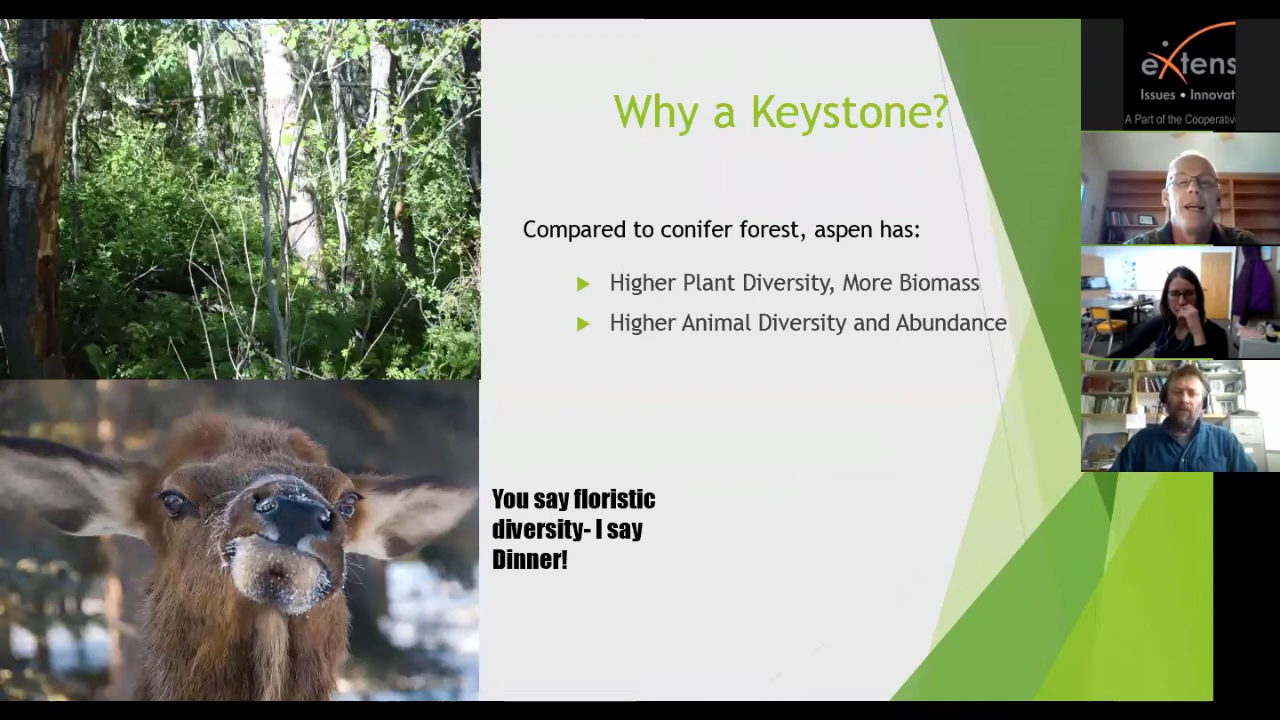 Why a Keystone?
Compared to conifer forest, aspen has:
Higher Plant Diversity, More Biomass
Higher Animal Diversity and Abundance
You say floristic
diversity- I say
Dinner!
eXtens
Issues • Innovat
A Part of the Cooperative